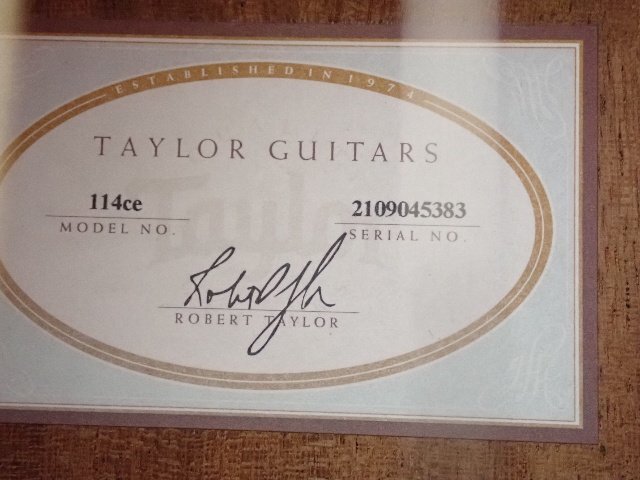 ESTABLISHED IN 1974
TAYLOR GUITARS
114ce 2109045383
MODEL NO. SERIAL NO.
ROBERT TAYLOR